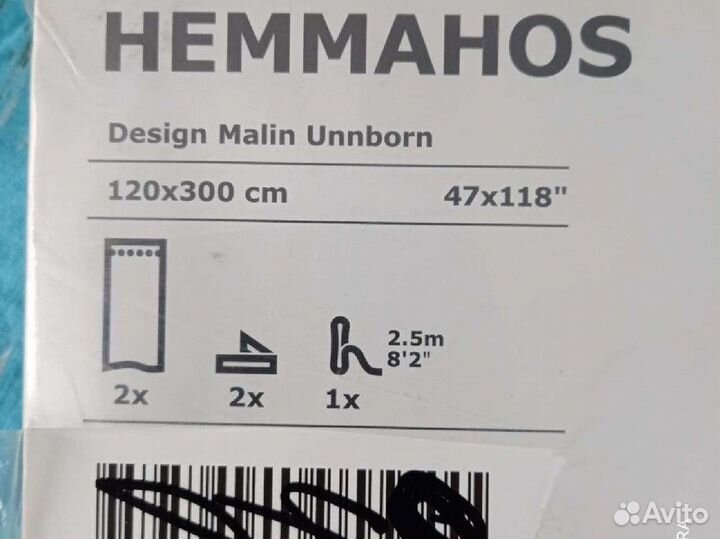 HEMMAHOS
Design Malin Unnborn
120x300 cm 47x118"
2.5m
8'2"
2x 2x 1x
Avito